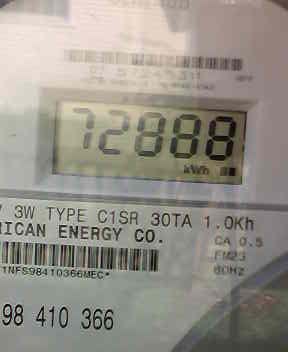 72888
kWh
V 3W TYPE C1SR 30TA 1.0Kh
RICAN ENERGY CO.
CA 0.5
FM2S
60HZ
1NFS98410366MEC*
98 410 366